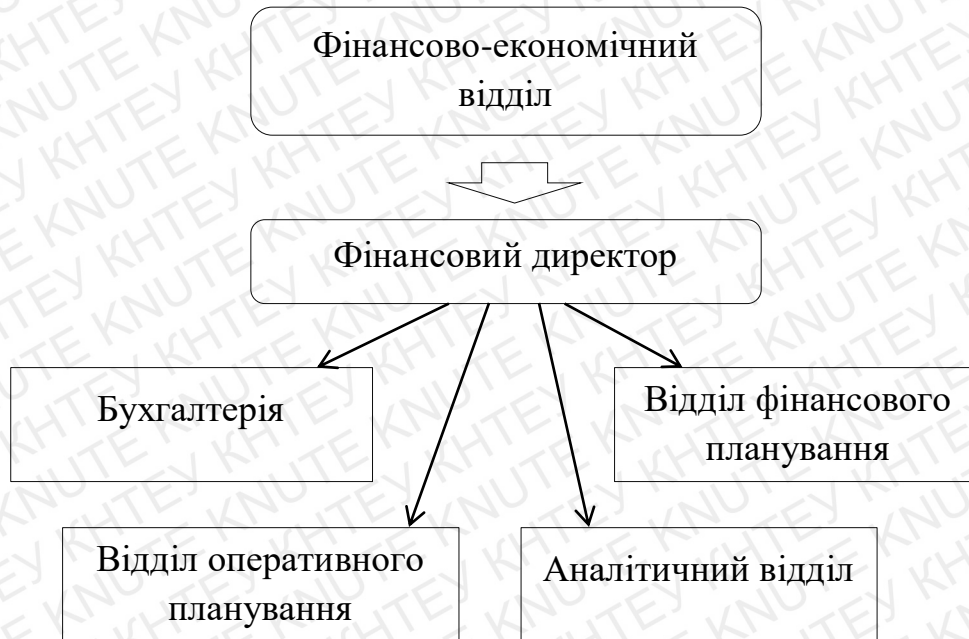 Фінансово-економічний
відділ
Фінансовий директор
Бухгалтерія
Відділ фінансового
планування
Відділ оперативного
планування
Аналітичний відділ